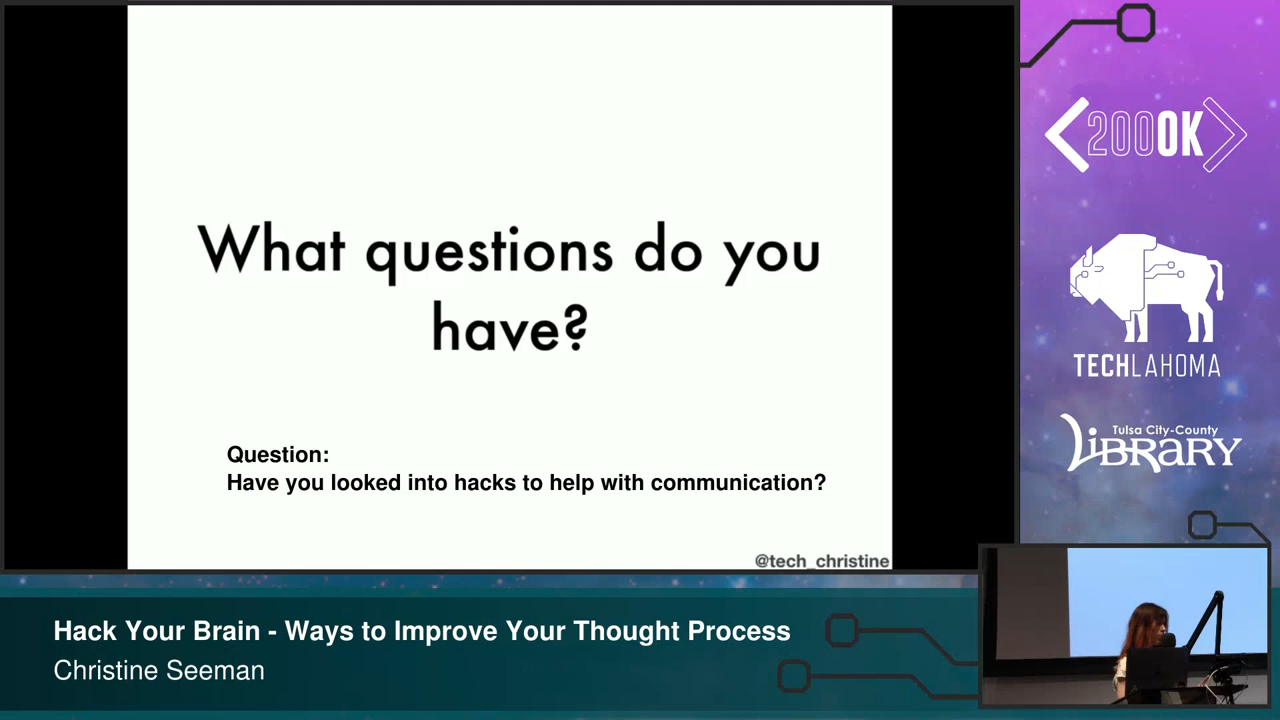 What questions do you
have?
Question:
Have you looked into hacks to help with communication?
@tech_christine
Hack Your Brain - Ways to Improve Your Thought Process
Christine Seeman
<200OK>
TECHLAHOMA
Tulsa City-County
LiBRARY